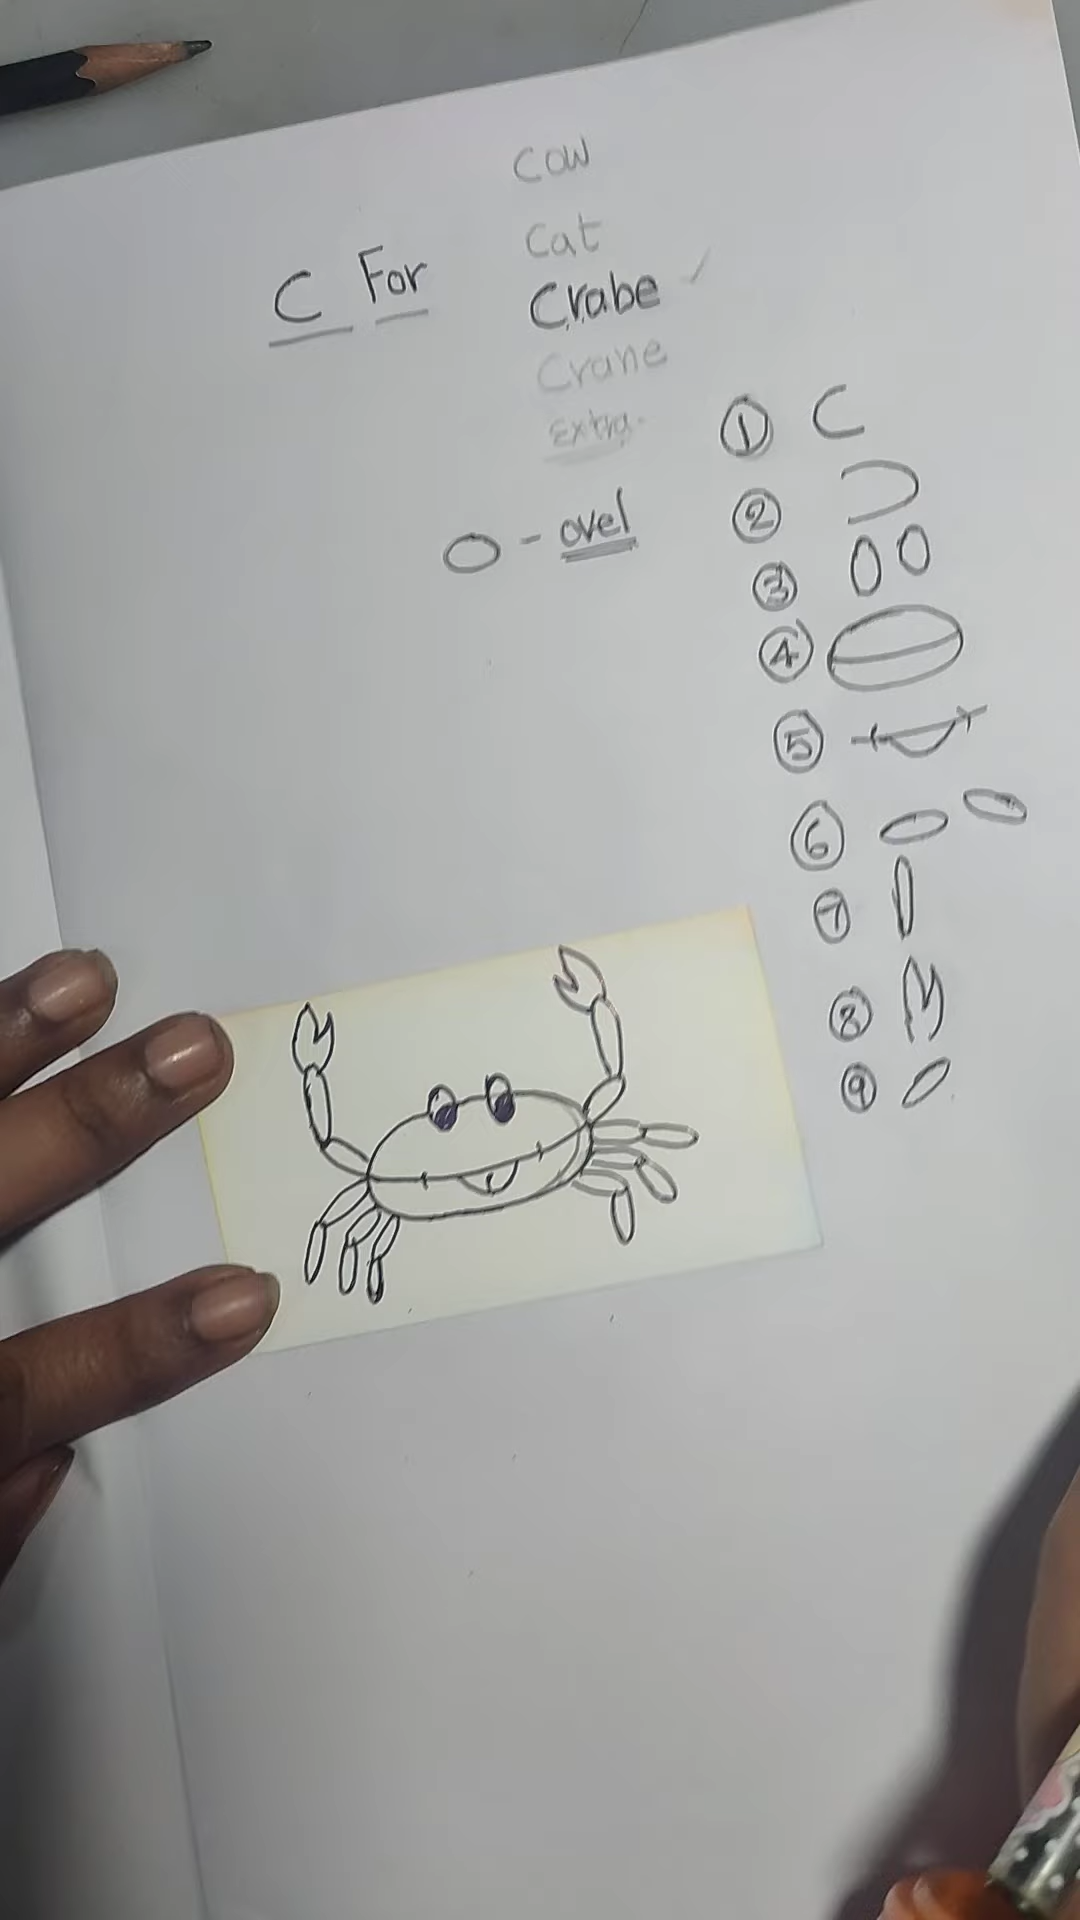 Cow
Cat
C For
Crabe
Crane
Extra.
① C
O - ovel
②
③
④
⑤
⑥
⑦
⑧
⑨